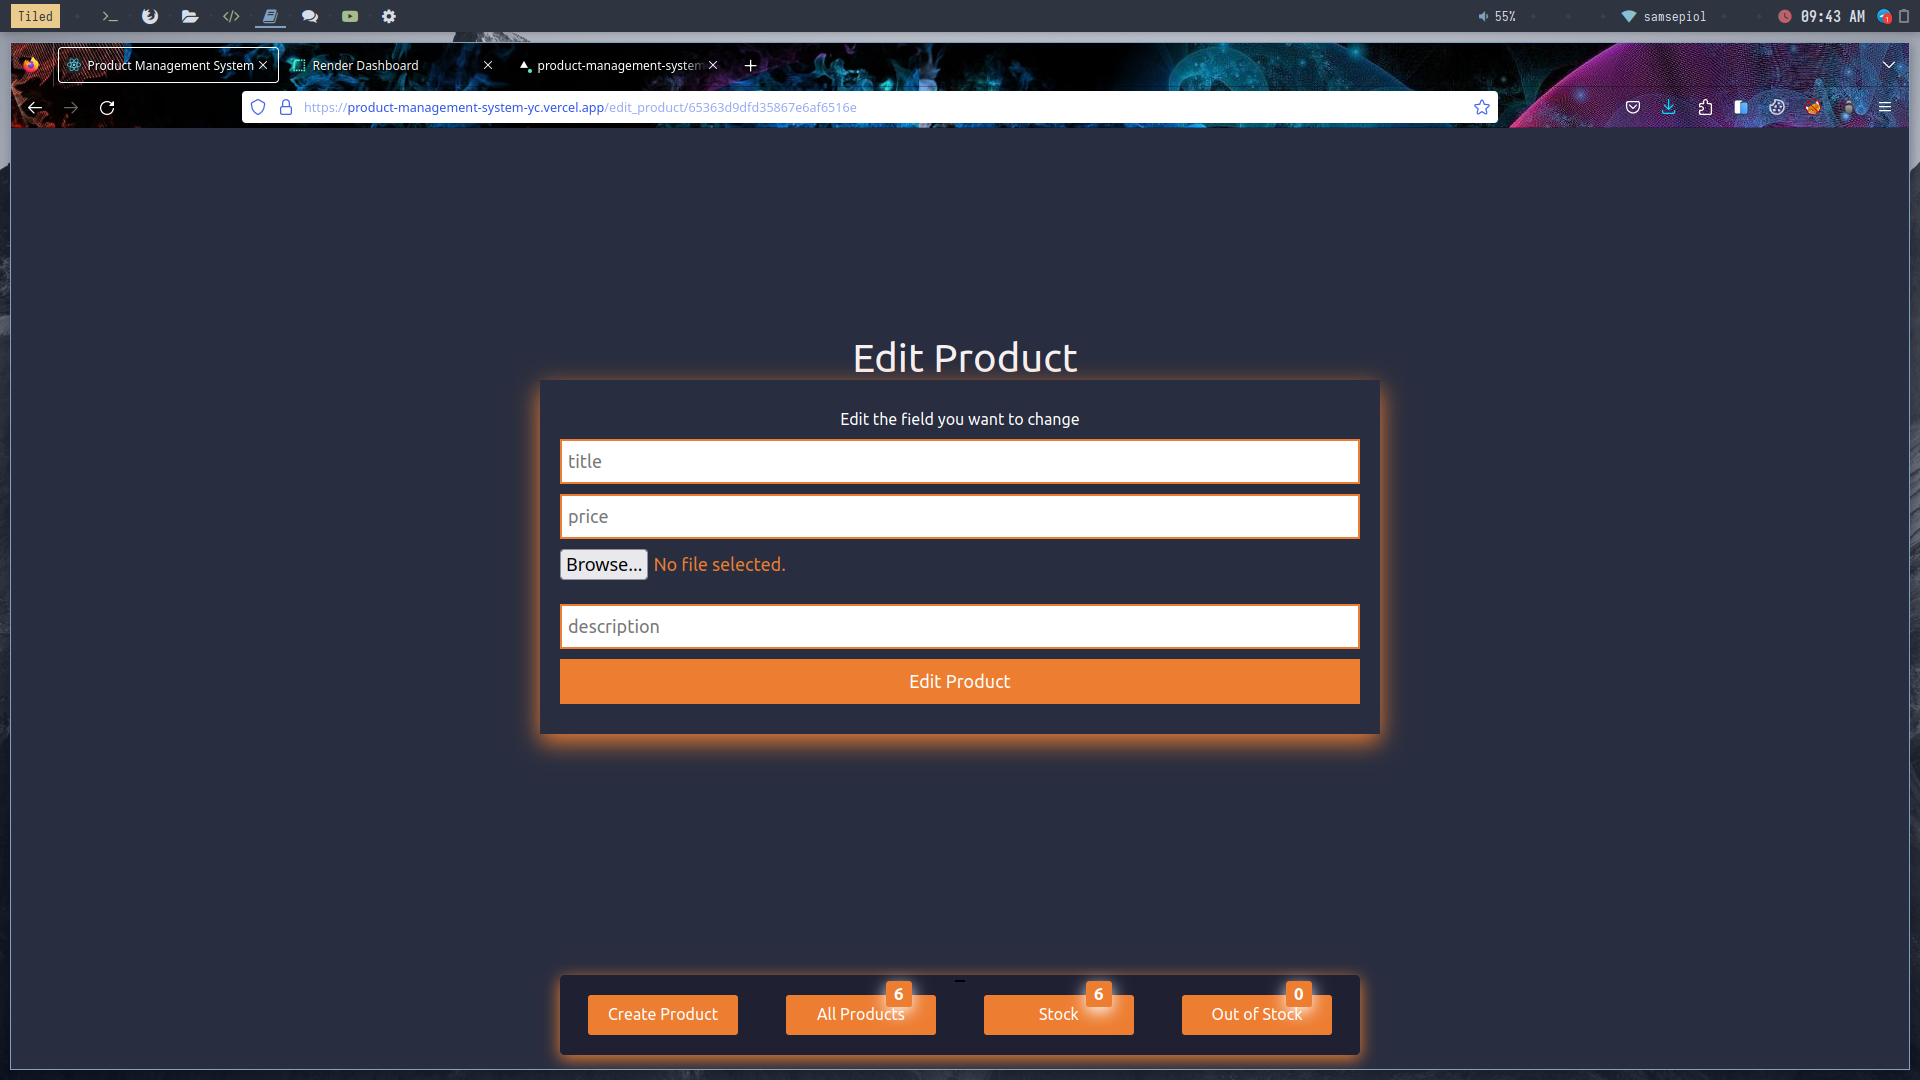 Tiled
55%
samsepiol
09:43 AM
1
Product Management System
Render Dashboard
product-management-system
https://product-management-system-yc.vercel.app/edit_product/65363d9dfd35867e6af6516e
Edit Product
Edit the field you want to change
title
price
Browse...
No file selected.
description
Edit Product
Create Product
All Products
6
Stock
6
Out of Stock
0